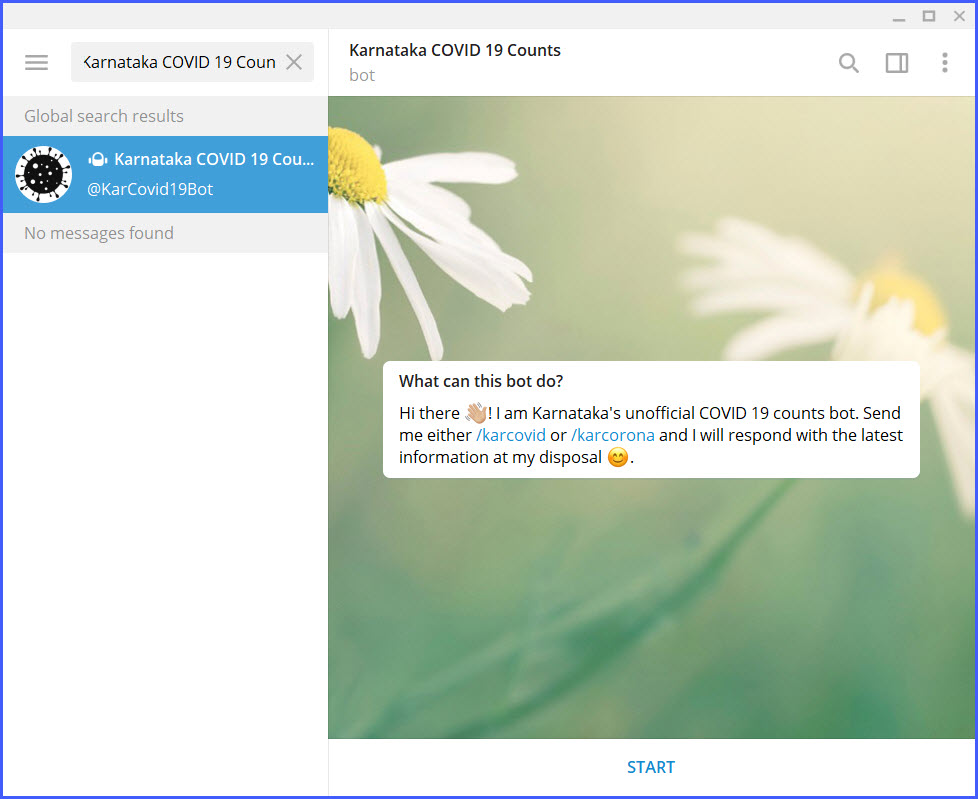 Karnataka COVID 19 Coun
Global search results
Karnataka COVID 19 Cou...
@KarCovid19Bot
No messages found
Karnataka COVID 19 Counts
bot
What can this bot do?
Hi there 👋🏼! I am Karnataka's unofficial COVID 19 counts bot. Send
me either /karcovid or /karcorona and I will respond with the latest
information at my disposal 😊.
START